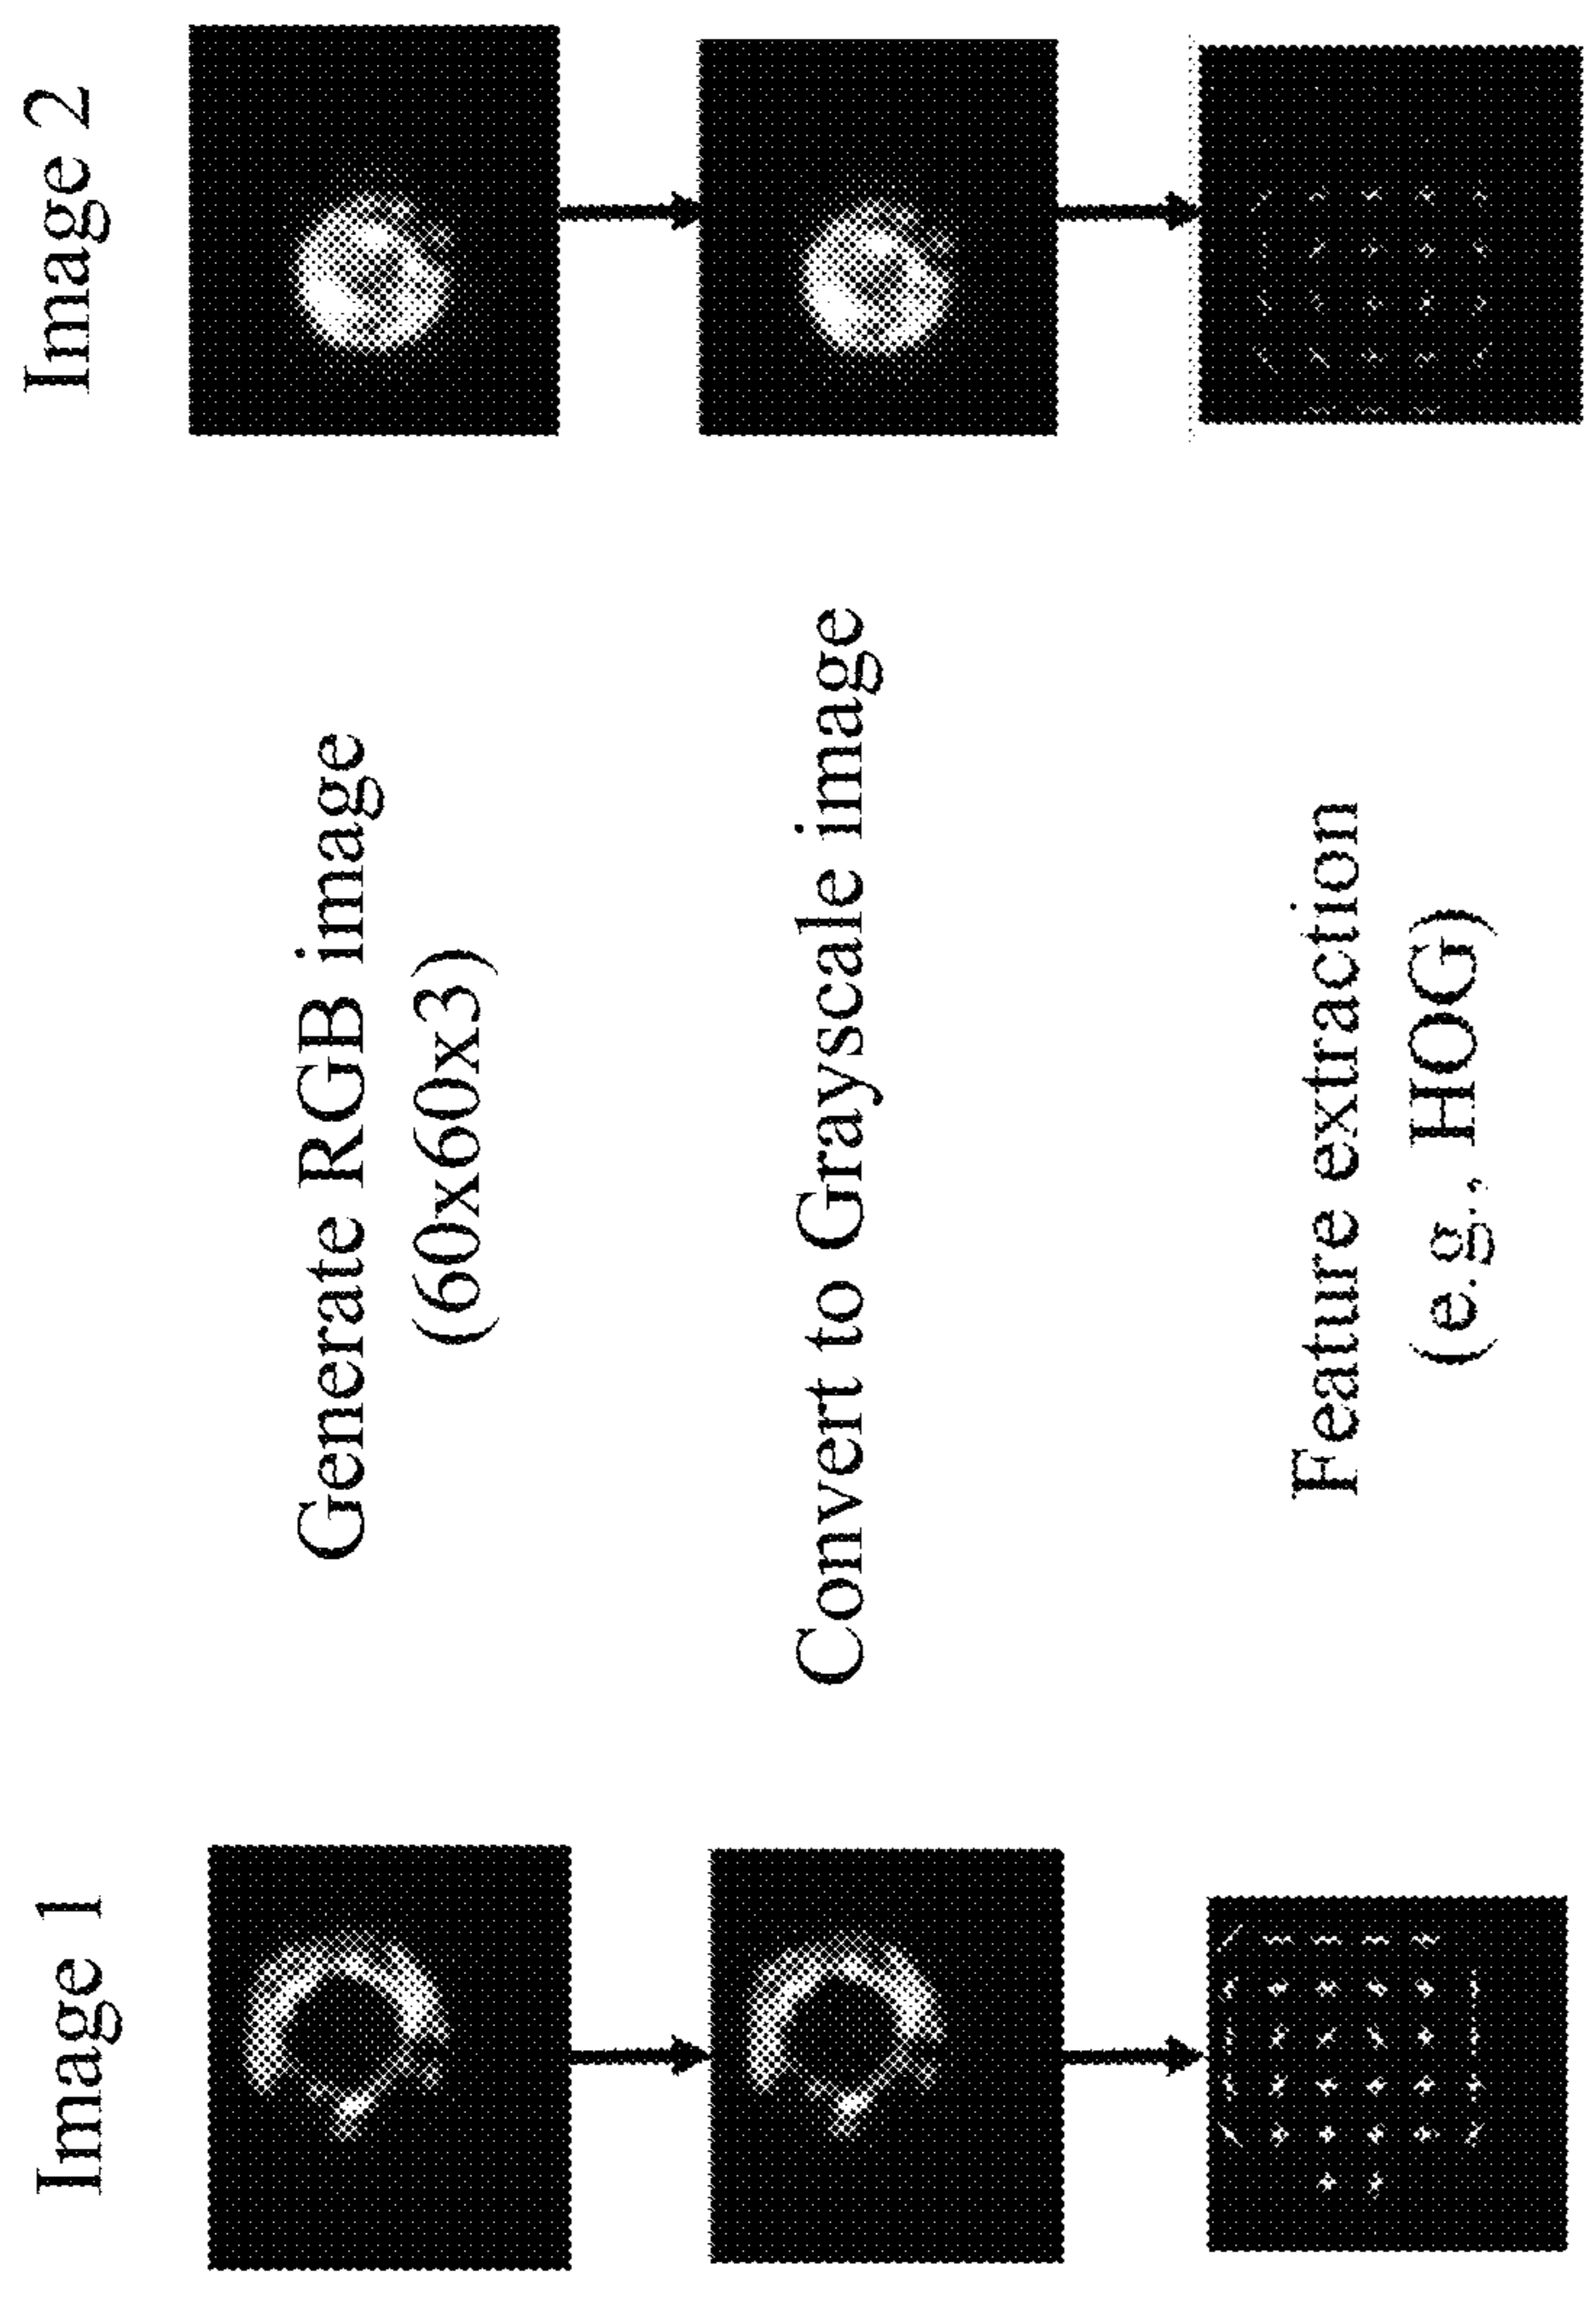 Image 1
Image 2
Generate RGB image
(60x60x3)
Convert to Grayscale image
Feature extraction
(e.g., HOG)